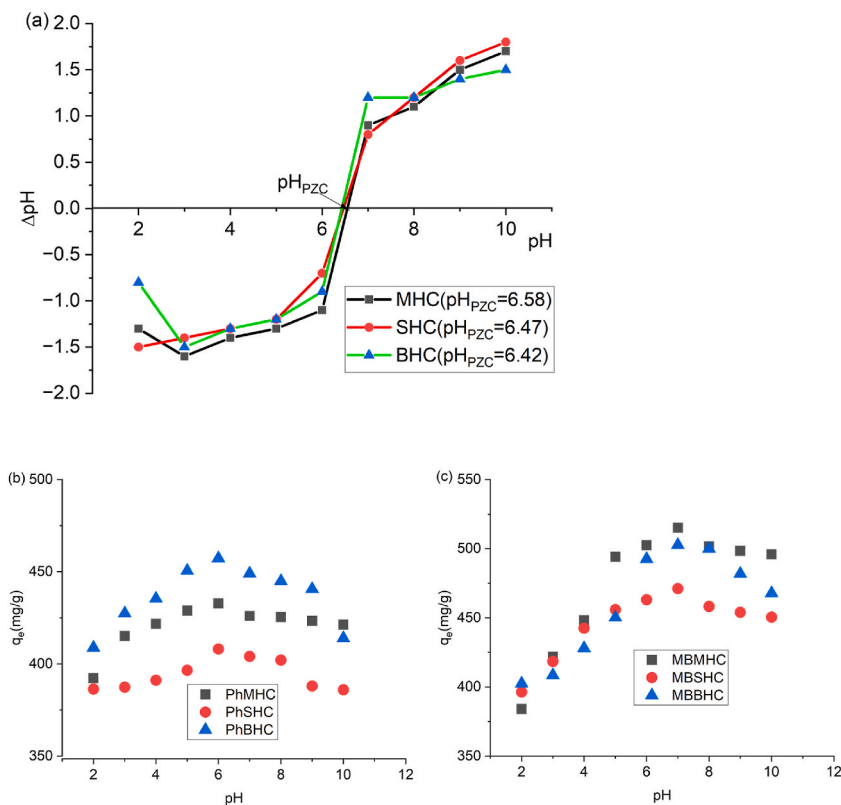 (a)
2.0
1.5
1.0
0.5
0.0
−0.5
−1.0
−1.5
−2.0
ΔpH
pH_PZC
2 4 6 8 10
pH
MHC(pH_PZC=6.58)
SHC(pH_PZC=6.47)
BHC(pH_PZC=6.42)
(b)
500
450
400
350
q_e(mg/g)
PhMHC
PhSHC
PhBHC
2 4 6 8 10 12
pH
(c)
550
500
450
400
350
q_e(mg/g)
MBMHC
MBSHC
MBBHC
2 4 6 8 10 12
pH